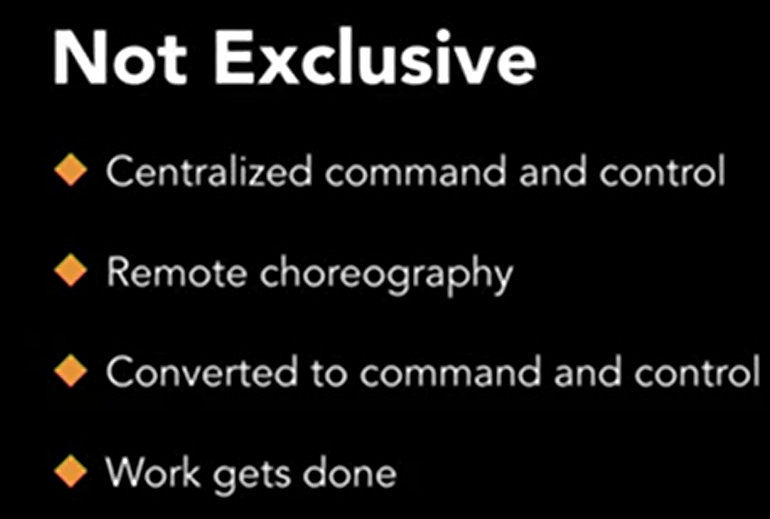 Not Exclusive
Centralized command and control
Remote choreography
Converted to command and control
Work gets done